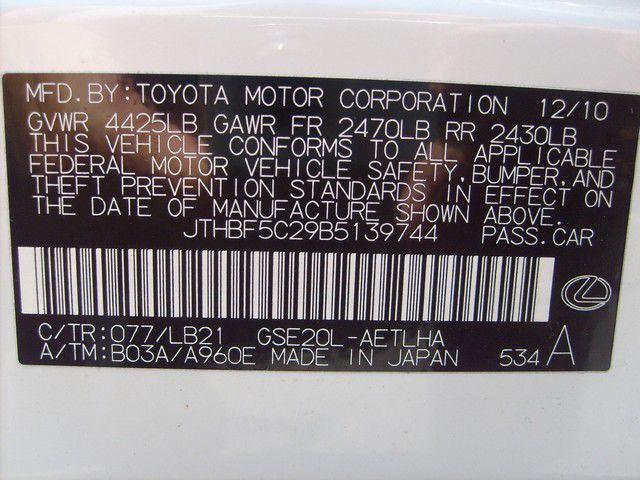 MFD. BY: TOYOTA MOTOR CORPORATION 12/10
GVWR 4425LB GAWR FR 2470LB RR 2430LB
THIS VEHICLE CONFORMS TO ALL APPLICABLE
FEDERAL MOTOR VEHICLE SAFETY, BUMPER, AND
THEFT PREVENTION STANDARDS IN EFFECT ON
THE DATE OF MANUFACTURE SHOWN ABOVE.
JTHBF5C29B5139744 PASS. CAR
C/TR: 077/LB21 GSE20L-AETLHA
A/TM: B03A/A960E MADE IN JAPAN 534 A